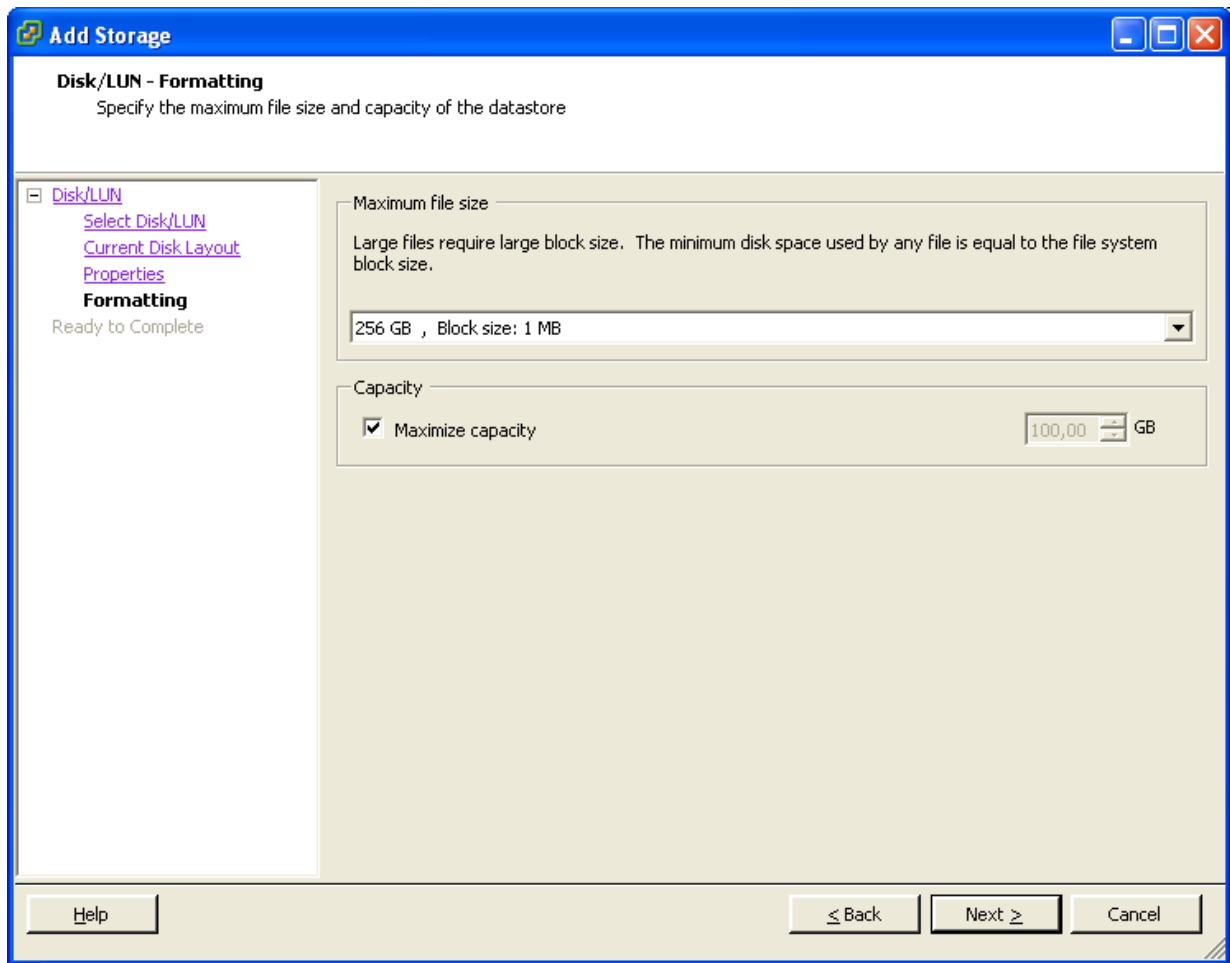 Add Storage
Disk/LUN - Formatting
Specify the maximum file size and capacity of the datastore
Disk/LUN
Select Disk/LUN
Current Disk Layout
Properties
Formatting
Ready to Complete
Maximum file size
Large files require large block size.  The minimum disk space used by any file is equal to the file system
block size.
256 GB , Block size: 1 MB
Capacity
Maximize capacity
100,00 GB
Help
< Back
Next >
Cancel